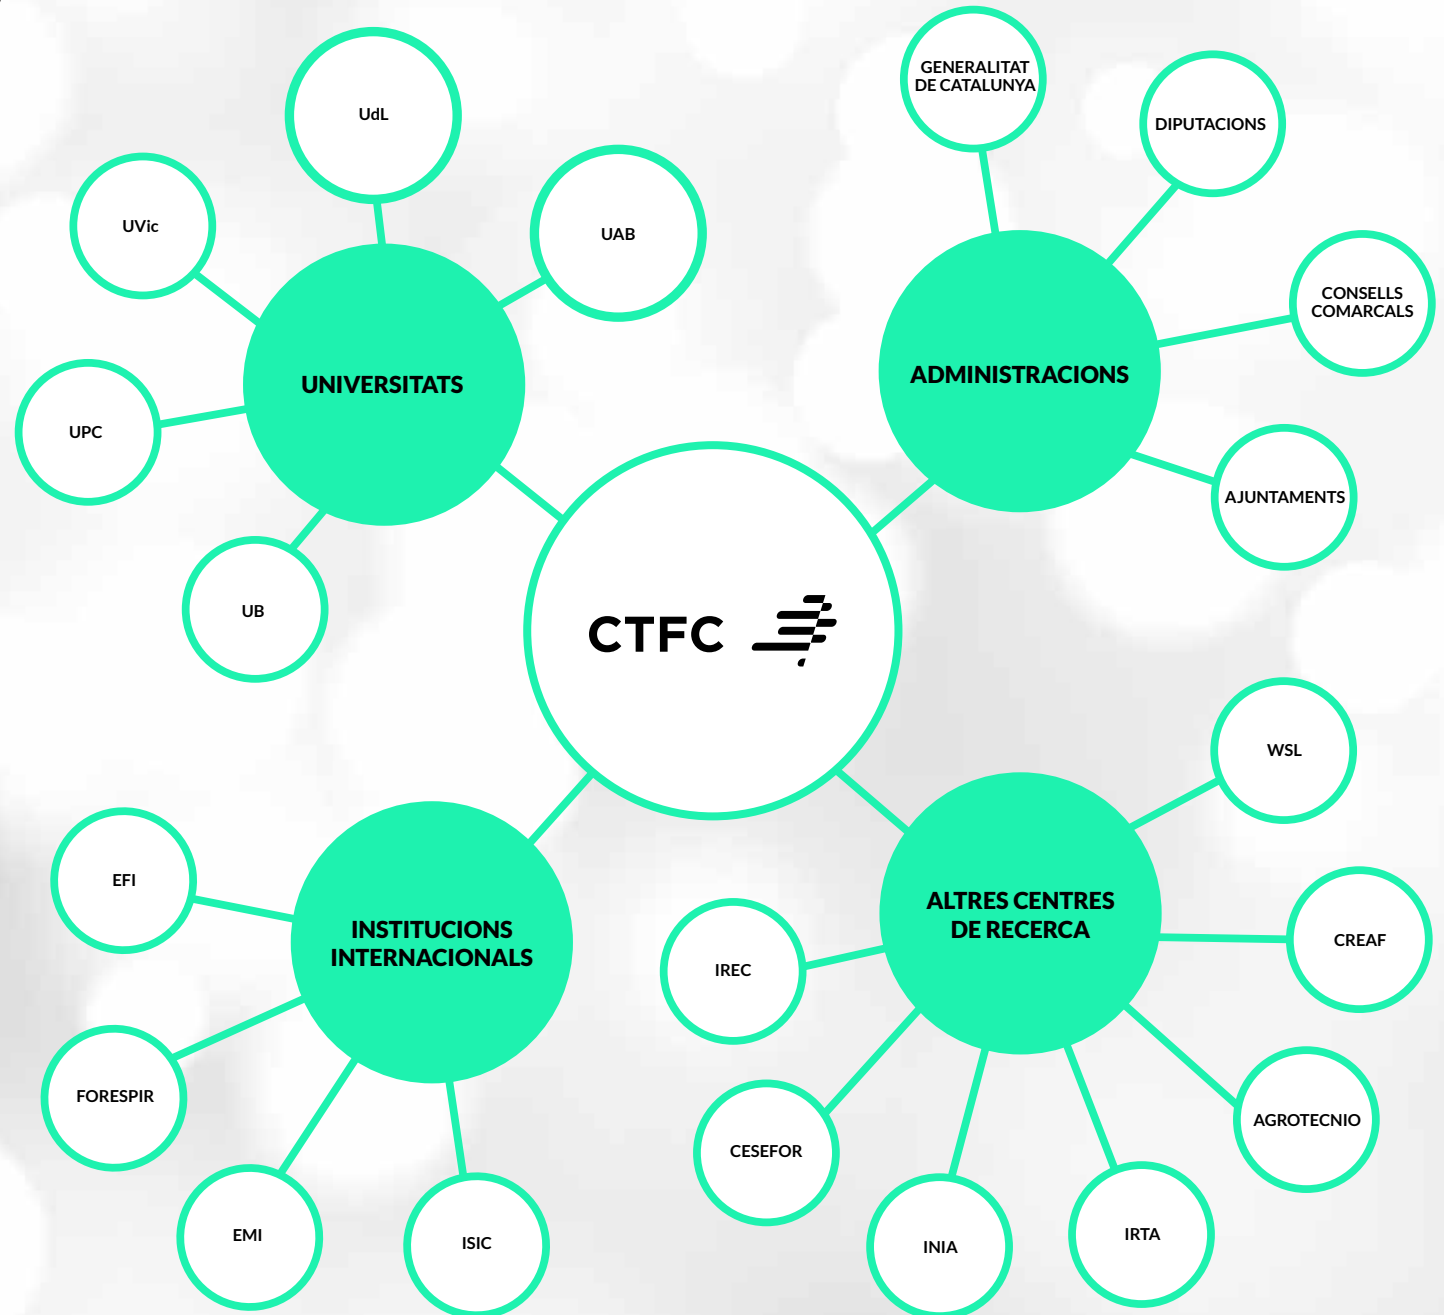 UdL
UVic
UAB
UPC
UNIVERSITATS
UB
GENERALITAT
DE CATALUNYA
DIPUTACIONS
CONSELLS
COMARCALS
ADMINISTRACIONS
AJUNTAMENTS
CTFC
EFI
INSTITUCIONS
INTERNACIONALS
FORESPIR
EMI
ISIC
WSL
ALTRES CENTRES
DE RECERCA
CREAF
IREC
AGROTECNIO
CESEFOR
INIA
IRTA